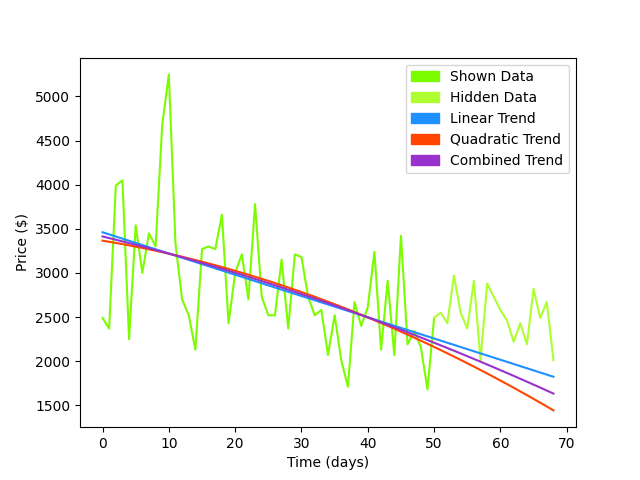 Shown Data
Hidden Data
Linear Trend
Quadratic Trend
Combined Trend
5000
4500
4000
3500
3000
2500
2000
1500
Price ($)
0 10 20 30 40 50 60 70
Time (days)